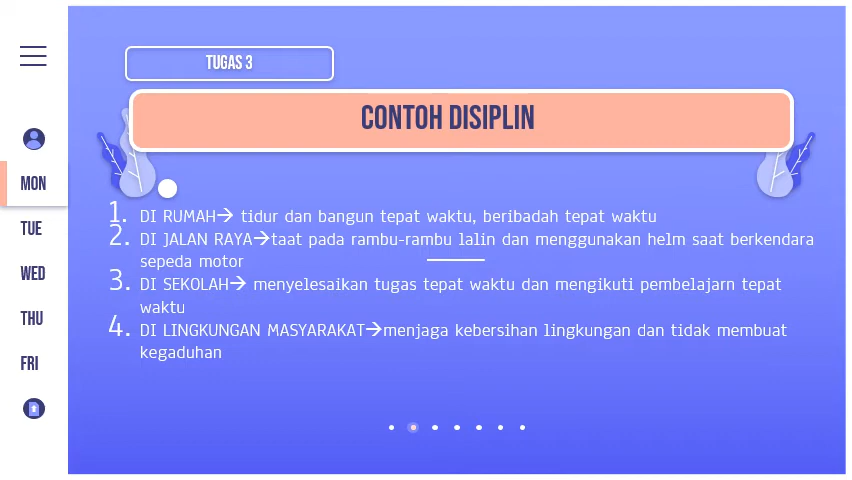 TUGAS 3
CONTOH DISIPLIN
MON
TUE
WED
THU
FRI
1. DI RUMAH→ tidur dan bangun tepat waktu, beribadah tepat waktu
2. DI JALAN RAYA→taat pada rambu-rambu lalin dan menggunakan helm saat berkendara
sepeda motor
3. DI SEKOLAH→ menyelesaikan tugas tepat waktu dan mengikuti pembelajarn tepat
waktu
4. DI LINGKUNGAN MASYARAKAT→menjaga kebersihan lingkungan dan tidak membuat
kegaduhan